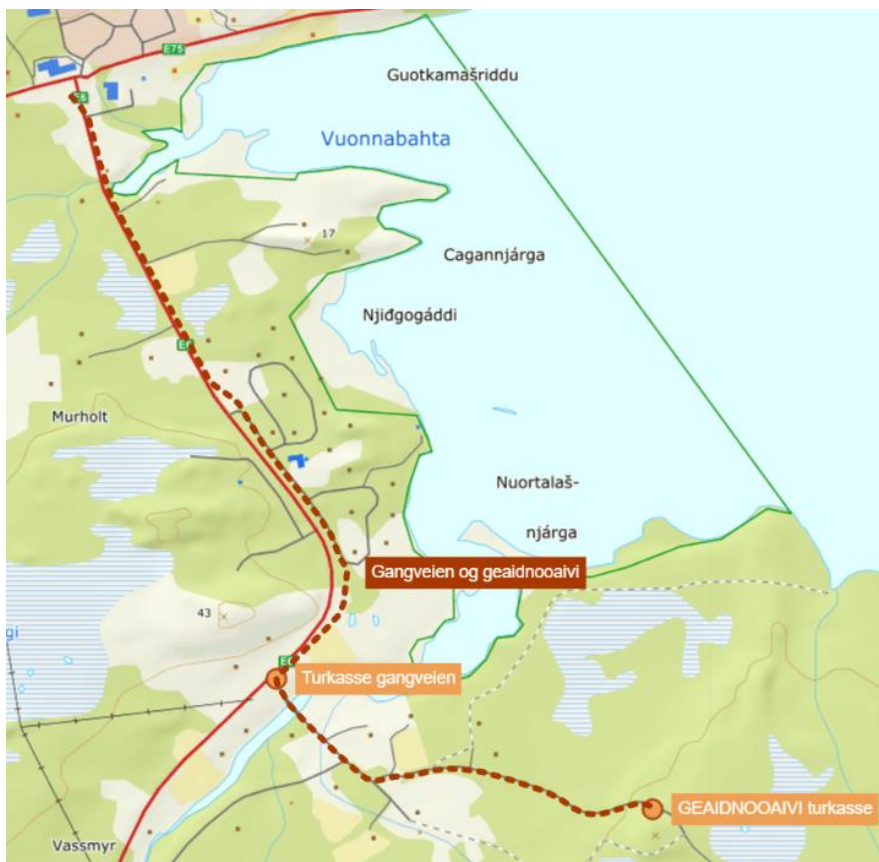 E75
Guotkamašriddu
E6
Vuonnabahta
17
Cagannjárga
Njiđgogáddi
E6
Murholt
Nuortalaš-
njárga
Gangveien og geaidnooaivi
43
gi
E6
Turkasse gangveien
GEAIDNOOAIVI turkasse
Vassmyr